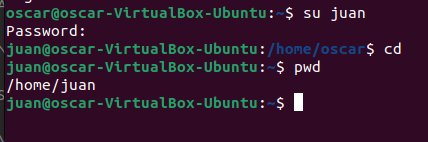 oscar@oscar-VirtualBox-Ubuntu:~$ su juan
Password:
juan@oscar-VirtualBox-Ubuntu:/home/oscar$ cd
juan@oscar-VirtualBox-Ubuntu:~$ pwd
/home/juan
juan@oscar-VirtualBox-Ubuntu:~$